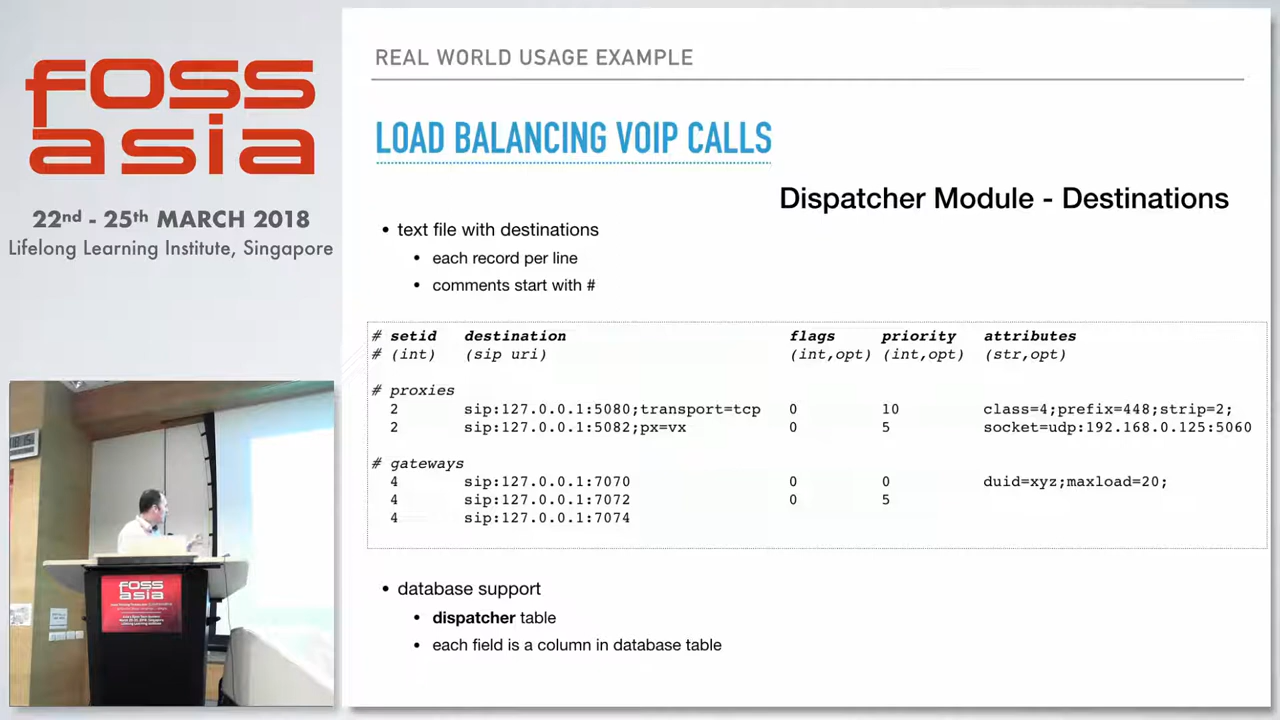 foss
asia
22nd - 25th MARCH 2018
Lifelong Learning Institute, Singapore
REAL WORLD USAGE EXAMPLE
LOAD BALANCING VOIP CALLS
Dispatcher Module - Destinations
• text file with destinations
• each record per line
• comments start with #
# setid destination flags priority attributes
# (int) (sip uri) (int,opt) (int,opt) (str,opt)
# proxies
2 sip:127.0.0.1:5080;transport=tcp 0 10 class=4;prefix=448;strip=2;
2 sip:127.0.0.1:5082;px=vx 0 5 socket=udp:192.168.0.125:5060
# gateways
4 sip:127.0.0.1:7070 0 0 duid=xyz;maxload=20;
4 sip:127.0.0.1:7072 0 5
4 sip:127.0.0.1:7074
• database support
• dispatcher table
• each field is a column in database table
foss
asia